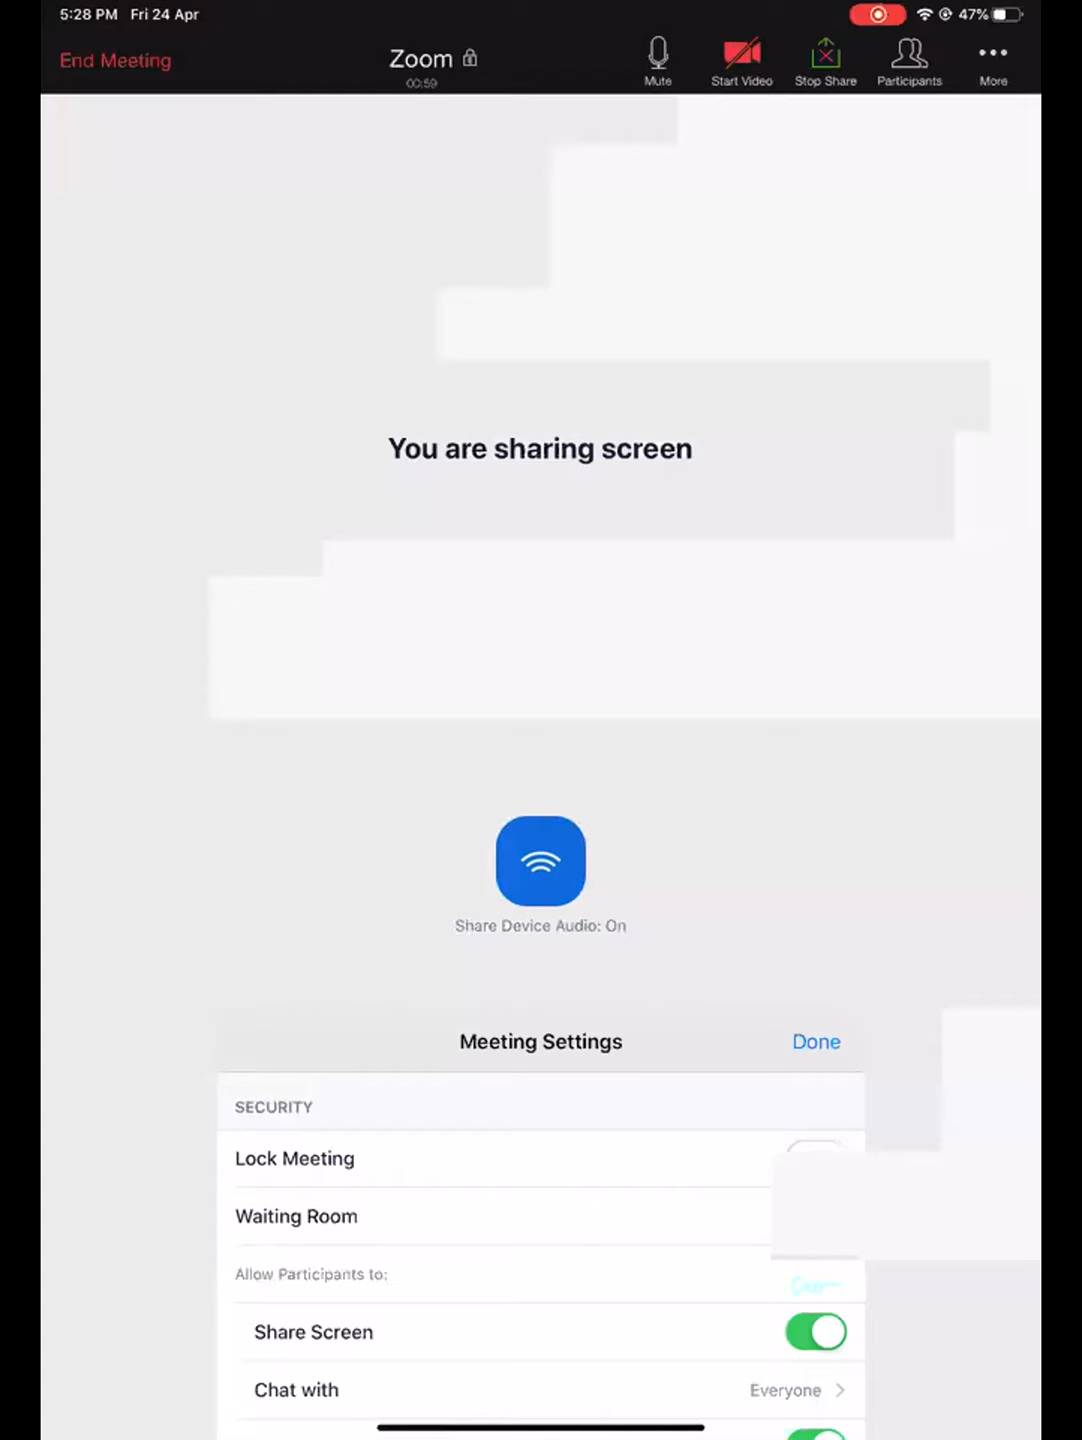 5:28 PM Fri 24 Apr
47%
End Meeting
Zoom
00:59
Mute
Start Video
Stop Share
Participants
More
You are sharing screen
Share Device Audio: On
Meeting Settings
Done
SECURITY
Lock Meeting
Waiting Room
Allow Participants to:
Share Screen
Chat with
Everyone